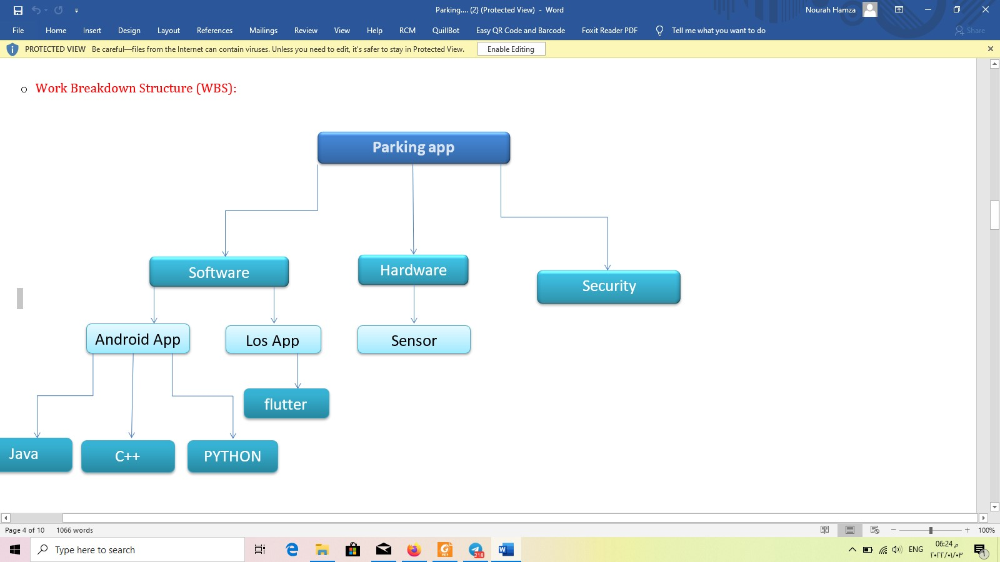 Parking.... (2) (Protected View) - Word
Nourah Hamza
File Home Insert Design Layout References Mailings Review View Help RCM QuillBot Easy QR Code and Barcode Foxit Reader PDF Tell me what you want to do Share
PROTECTED VIEW Be careful—files from the Internet can contain viruses. Unless you need to edit, it's safer to stay in Protected View. Enable Editing
Work Breakdown Structure (WBS):
Parking app
Software Hardware Security
Android App Los App Sensor
flutter
Java C++ PYTHON
Page 4 of 10 1066 words 100%
Type here to search
218
ENG
06:24 م
٢٠٢٢/٠١/٠٣
1